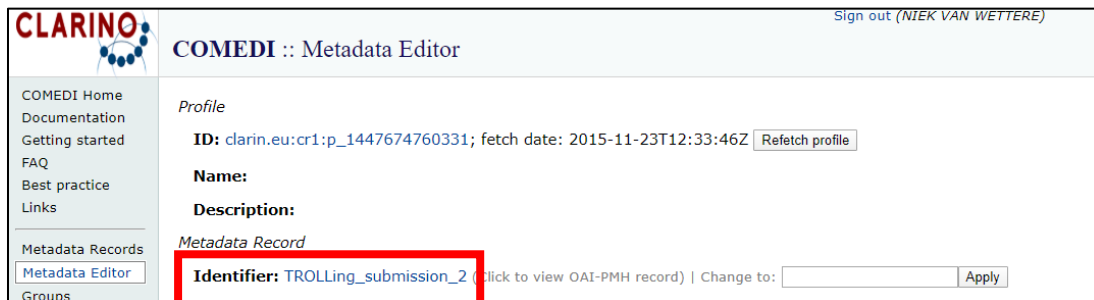 CLARINO
Sign out (NIEK VAN WETTERE)
COMEDI :: Metadata Editor
COMEDI Home
Documentation
Getting started
FAQ
Best practice
Links
Metadata Records
Metadata Editor
Groups
Profile
ID: clarin.eu:cr1:p_1447674760331; fetch date: 2015-11-23T12:33:46Z Refetch profile
Name:
Description:
Metadata Record
Identifier: TROLLing_submission_2 (Click to view OAI-PMH record) | Change to: Apply